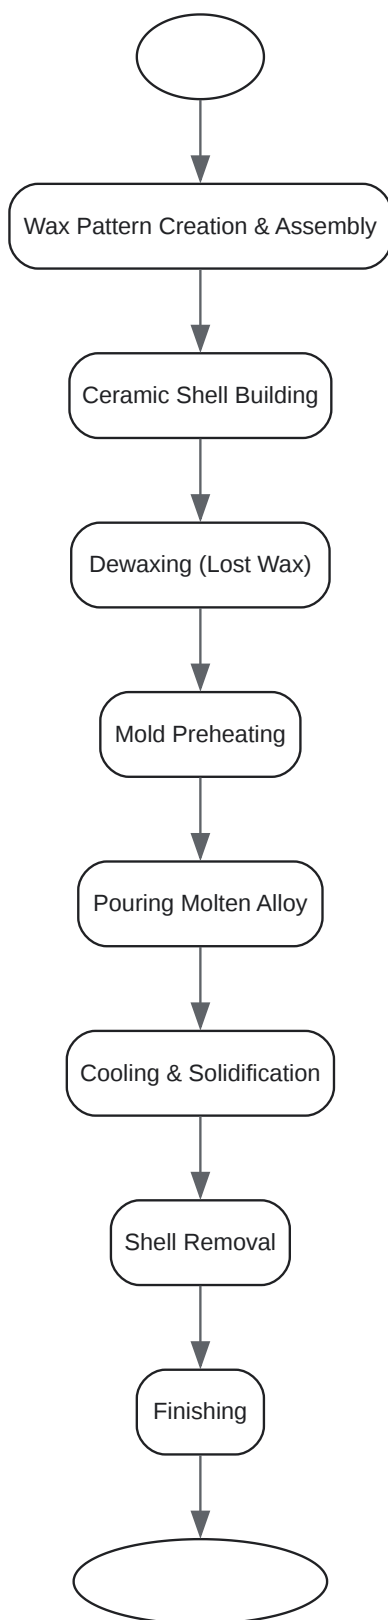 Wax Pattern Creation & Assembly
Ceramic Shell Building
Dewaxing (Lost Wax)
Mold Preheating
Pouring Molten Alloy
Cooling & Solidification
Shell Removal
Finishing